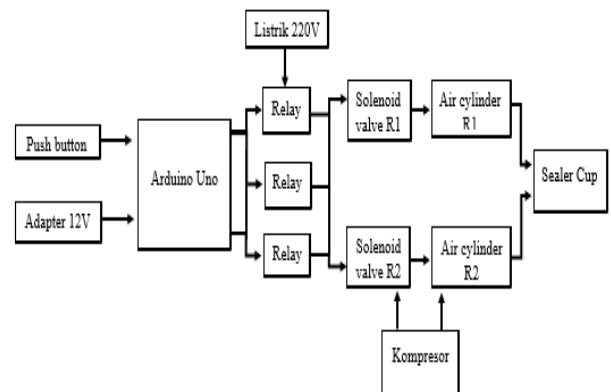 Listrik 220V
Push button
Adapter 12V
Arduino Uno
Relay
Relay
Relay
Solenoid
valve R1
Air cylinder
R1
Solenoid
valve R2
Air cylinder
R2
Sealer Cup
Kompresor